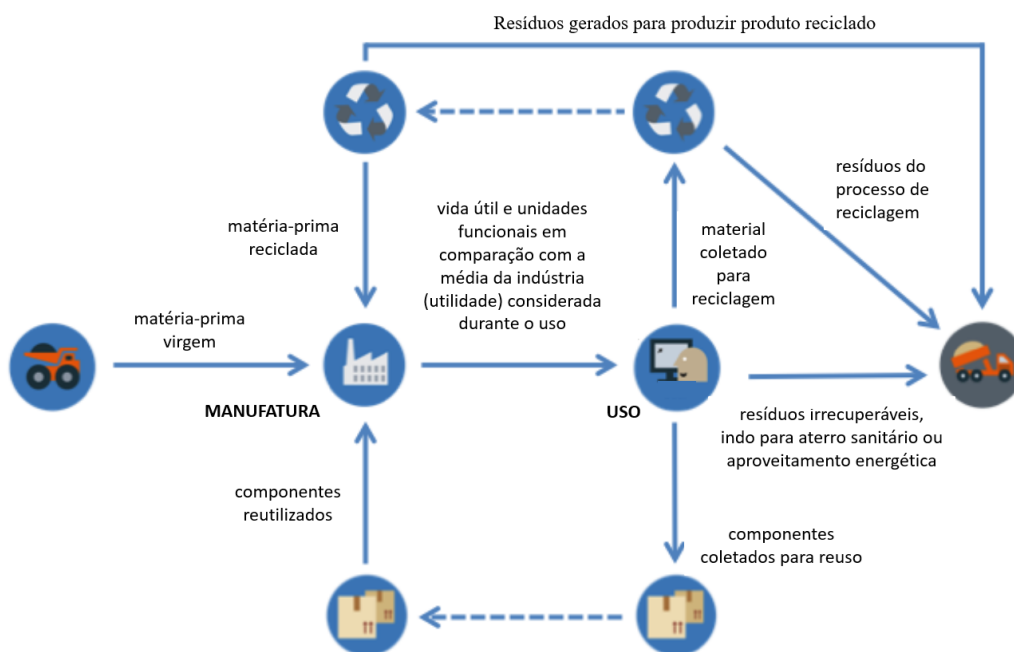 Resíduos gerados para produzir produto reciclado
resíduos do
processo de
reciclagem
vida útil e unidades
funcionais em
comparação com a
média da indústria
(utilidade) considerada
durante o uso
matéria-prima
reciclada
material
coletado
para
reciclagem
matéria-prima
virgem
MANUFATURA
USO
resíduos irrecuperáveis,
indo para aterro sanitário ou
aproveitamento energética
componentes
reutilizados
componentes
coletados para reuso